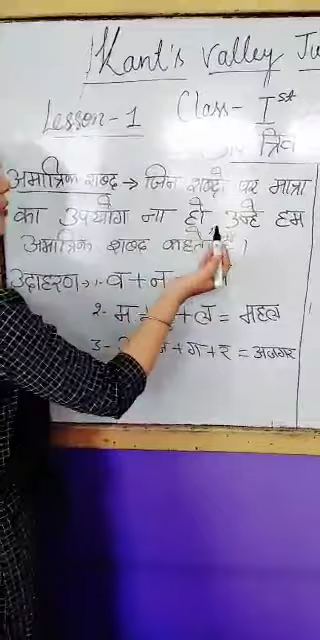 Kant's Valley
Lesson-1 Class- Ist
अमात्रिक शब्द → जिन शब्दो पर मात्रा
का उपयोग ना हो उन्हे हम
अमात्रिक शब्द कहते
उदाहरण:- व+न
2- म + ल = महल
3- + ग + र = अजगर